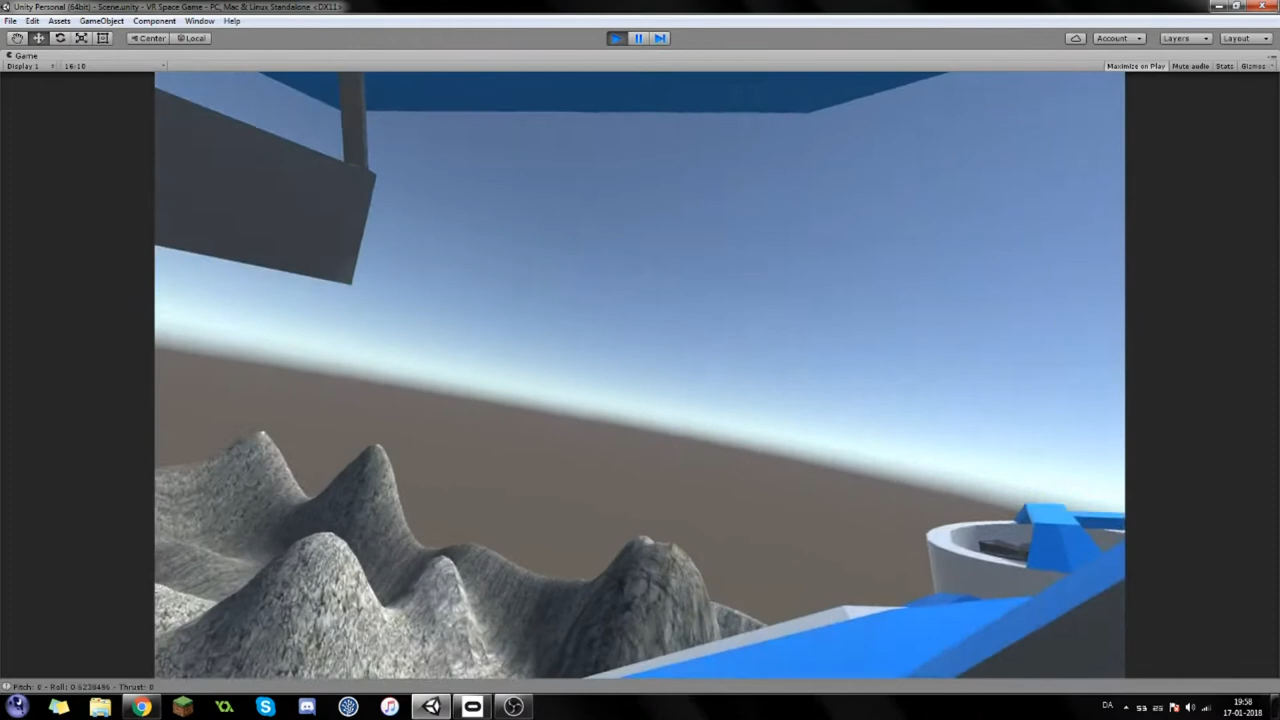 Unity Personal (64bit) - Scene.unity - VR Space Game - PC, Mac & Linux Standalone <DX11>
File Edit Assets GameObject Component Window Help
Center Local Account Layers Layout
Game
Display 1 16:10 Maximize on Play Mute audio Stats Gizmos
Pitch: 0 - Roll: 0.6238496 - Thrust: 0
DA 19:58
17-01-2018